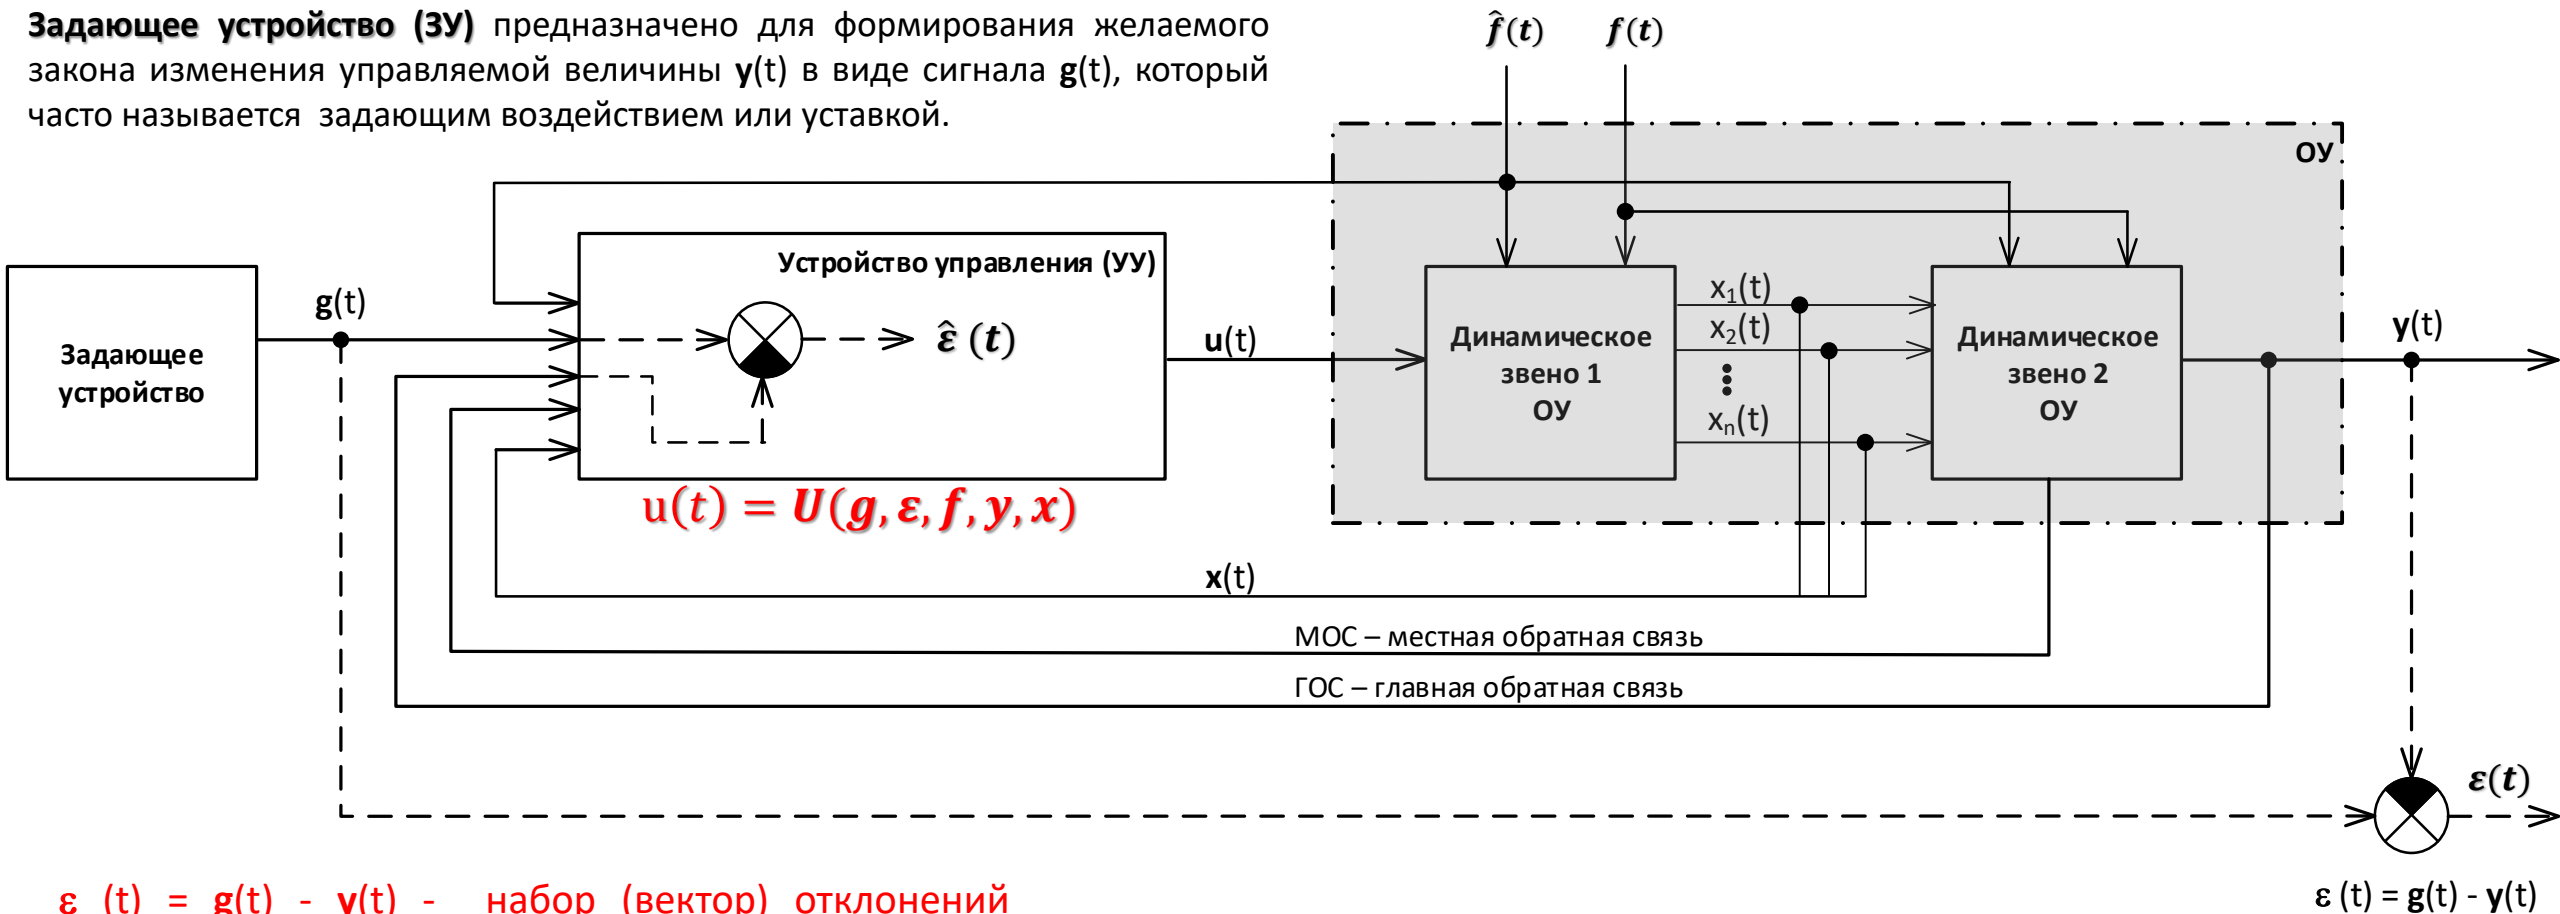 Задающее устройство (ЗУ) предназначено для формирования желаемого
закона изменения управляемой величины y(t) в виде сигнала g(t), который
часто называется задающим воздействием или уставкой.
f̂(t) f(t)
ОУ
Устройство управления (УУ)
Задающее
устройство
g(t)
ε̂ (t)
u(t)
Динамическое
звено 1
ОУ
x₁(t)
x₂(t)
xₙ(t)
Динамическое
звено 2
ОУ
y(t)
u(t) = U(g, ε, f, y, x)
x(t)
МОС – местная обратная связь
ГОС – главная обратная связь
ε(t)
ε (t) = g(t) - y(t) - набор (вектор) отклонений
ε (t) = g(t) - y(t)